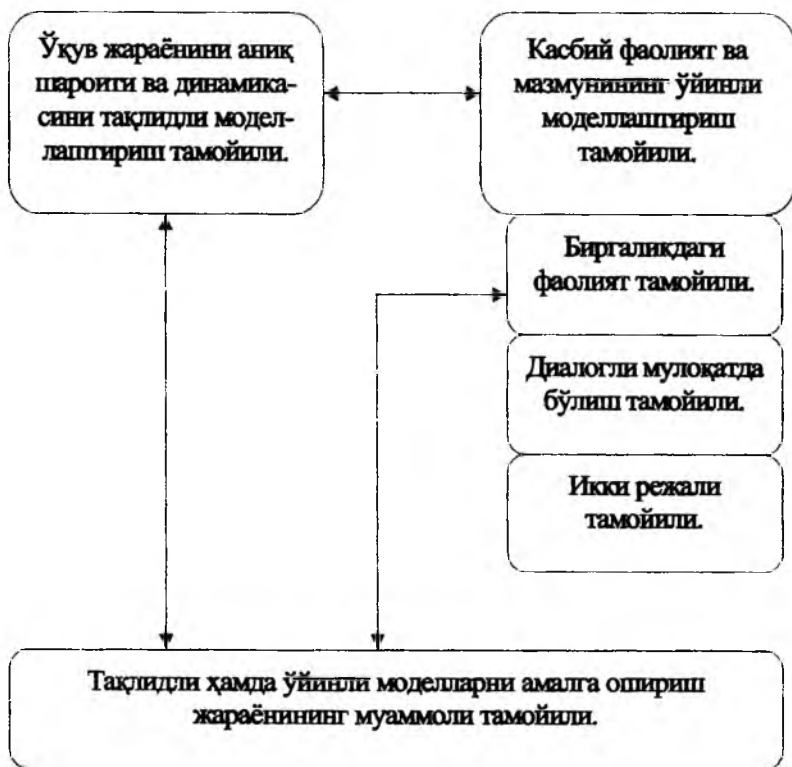 Ўқув жараёнини аниқ
шароити ва динамика-
сини тақлидли модел-
лаштириш тамойили.
Касбий фаолият ва
мазмунининг ўйинли
моделлаштириш
тамойили.
Биргаликдаги
фаолият тамойили.
Диалогли мулоқатда
бўлиш тамойили.
Икки режали
тамойили.
Тақлидли ҳамда ўйинли моделларни амалга ошириш
жараёнининг муаммоли тамойили.